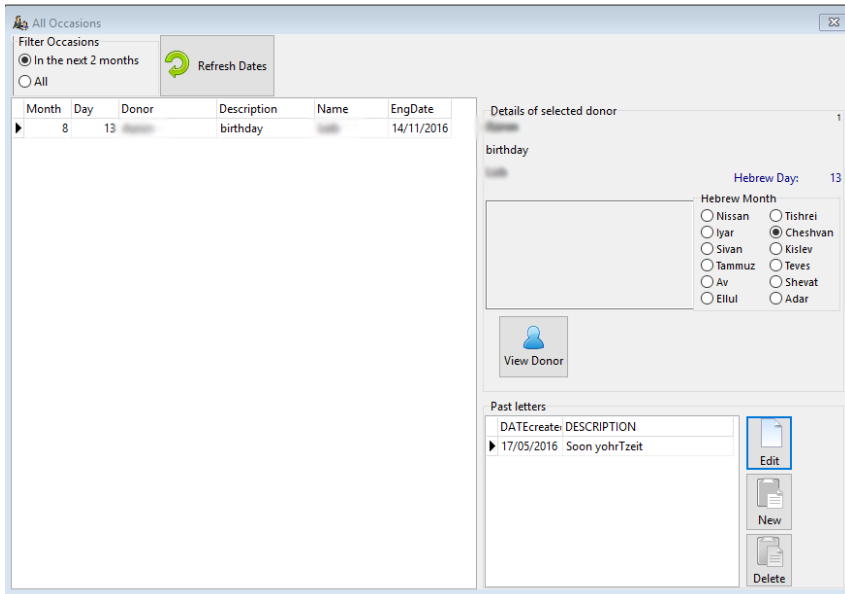 All Occasions
Filter Occasions
In the next 2 months
All
Refresh Dates
Month Day Donor Description Name EngDate
8 13 birthday 14/11/2016
Details of selected donor
1
birthday
Hebrew Day: 13
Hebrew Month
Nissan Tishrei
Iyar Cheshvan
Sivan Kislev
Tammuz Teves
Av Shevat
Ellul Adar
View Donor
Past letters
DATEcreate DESCRIPTION
17/05/2016 Soon yohrTzeit
Edit
New
Delete